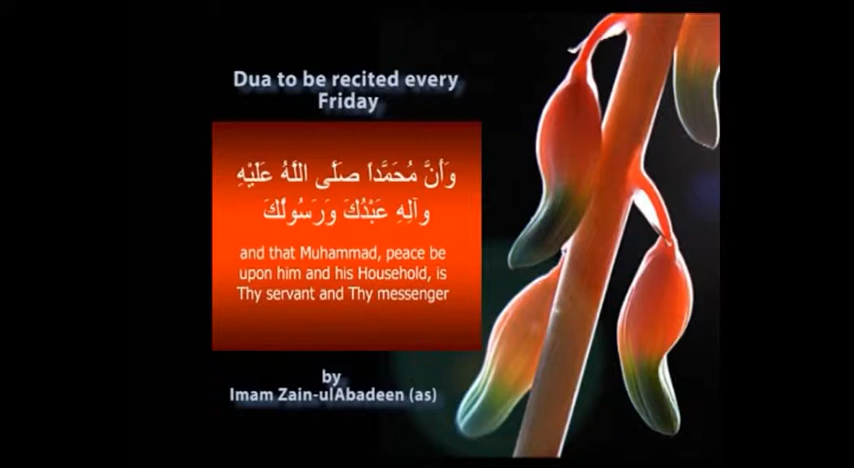 Dua to be recited every
Friday
وَأَنَّ مُحَمَّداً صَلَّى اللَّهُ عَلَيْهِ
وآلِهِ عَبْدُكَ وَرَسُولُكَ
and that Muhammad, peace be
upon him and his Household, is
Thy servant and Thy messenger
by
Imam Zain-ulAbadeen (as)